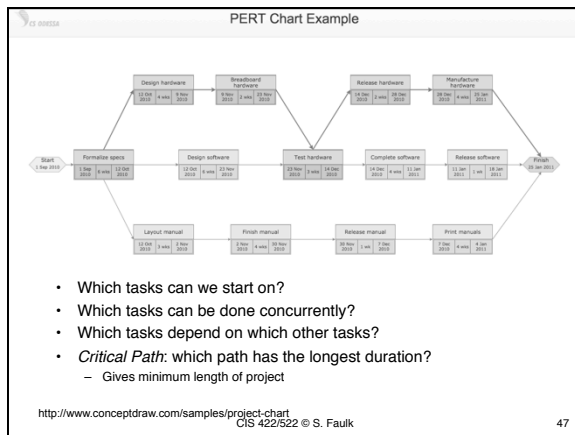 CS ODESSA
PERT Chart Example
Design hardware
12 Oct 2010 4 wks 9 Nov 2010
Breadboard hardware
9 Nov 2010 2 wks 23 Nov 2010
Release hardware
14 Dec 2010 2 wks 28 Dec 2010
Manufacture hardware
28 Dec 2010 4 wks 25 Jan 2011
Start
1 Sep 2010
Formalize specs
1 Sep 2010 6 wks 12 Oct 2010
Design software
12 Oct 2010 6 wks 23 Nov 2010
Test hardware
23 Nov 2010 3 wks 14 Dec 2010
Complete software
14 Dec 2010 4 wks 11 Jan 2011
Release software
11 Jan 2011 1 wk 18 Jan 2011
Finish
Layout manual
12 Oct 2010 3 wks 2 Nov 2010
Finish manual
2 Nov 2010 4 wks 30 Nov 2010
Release manual
30 Nov 2010 1 wk 7 Dec 2010
Print manuals
7 Dec 2010 4 wks 4 Jan 2011
• Which tasks can we start on?
• Which tasks can be done concurrently?
• Which tasks depend on which other tasks?
• Critical Path: which path has the longest duration?
– Gives minimum length of project
http://www.conceptdraw.com/samples/project-chart
CIS 422/522 © S. Faulk
47